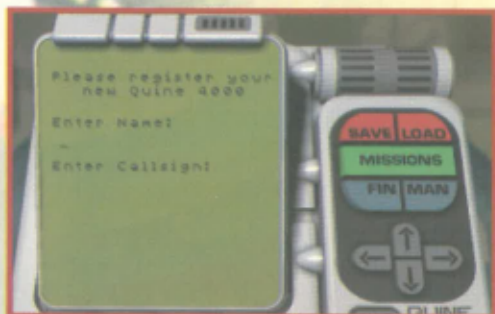 Please register your
new Quine 4000
Enter Name:
Enter Callsign:
SAVE LOAD
MISSIONS
FIN MAN
QUINE